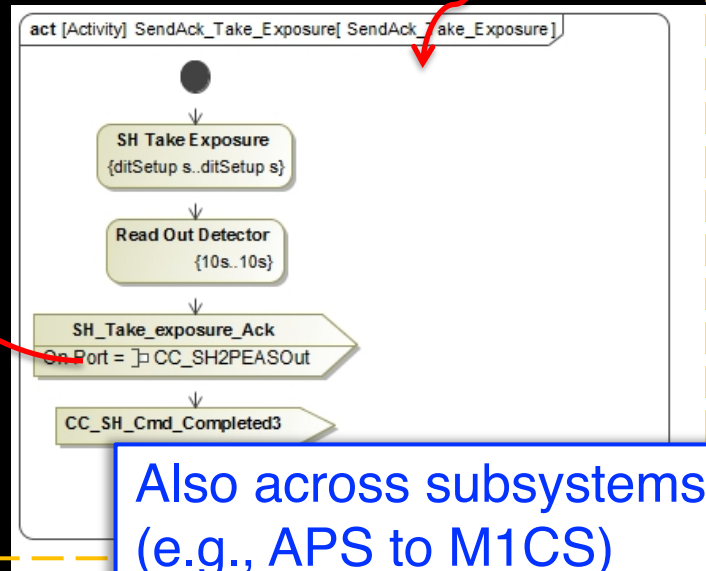 act [Activity] SendAck_Take_Exposure[ SendAck_Take_Exposure]
SH Take Exposure
{ditSetup s..ditSetup s}
Read Out Detector
{10s..10s}
SH_Take_exposure_Ack
On Port = CC_SH2PEASOut
CC_SH_Cmd_Completed3
Also across subsystems
(e.g., APS to M1CS)